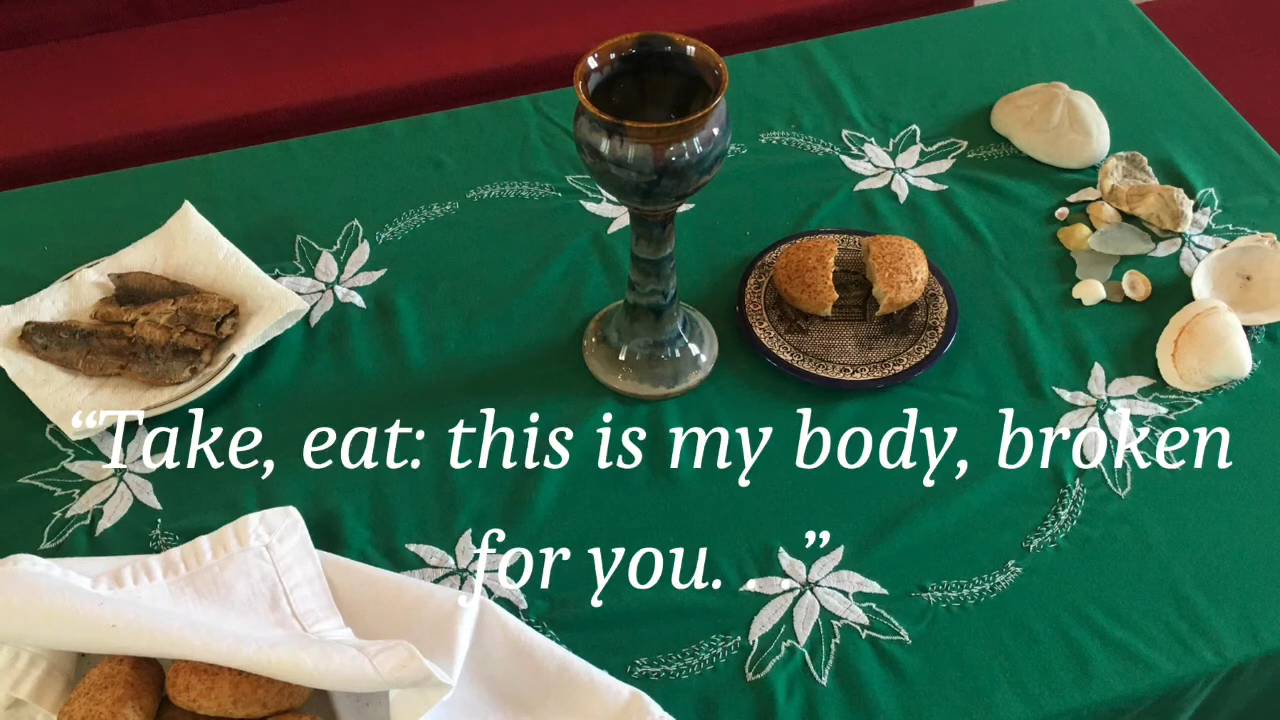 “Take, eat: this is my body, broken
for you. . .”